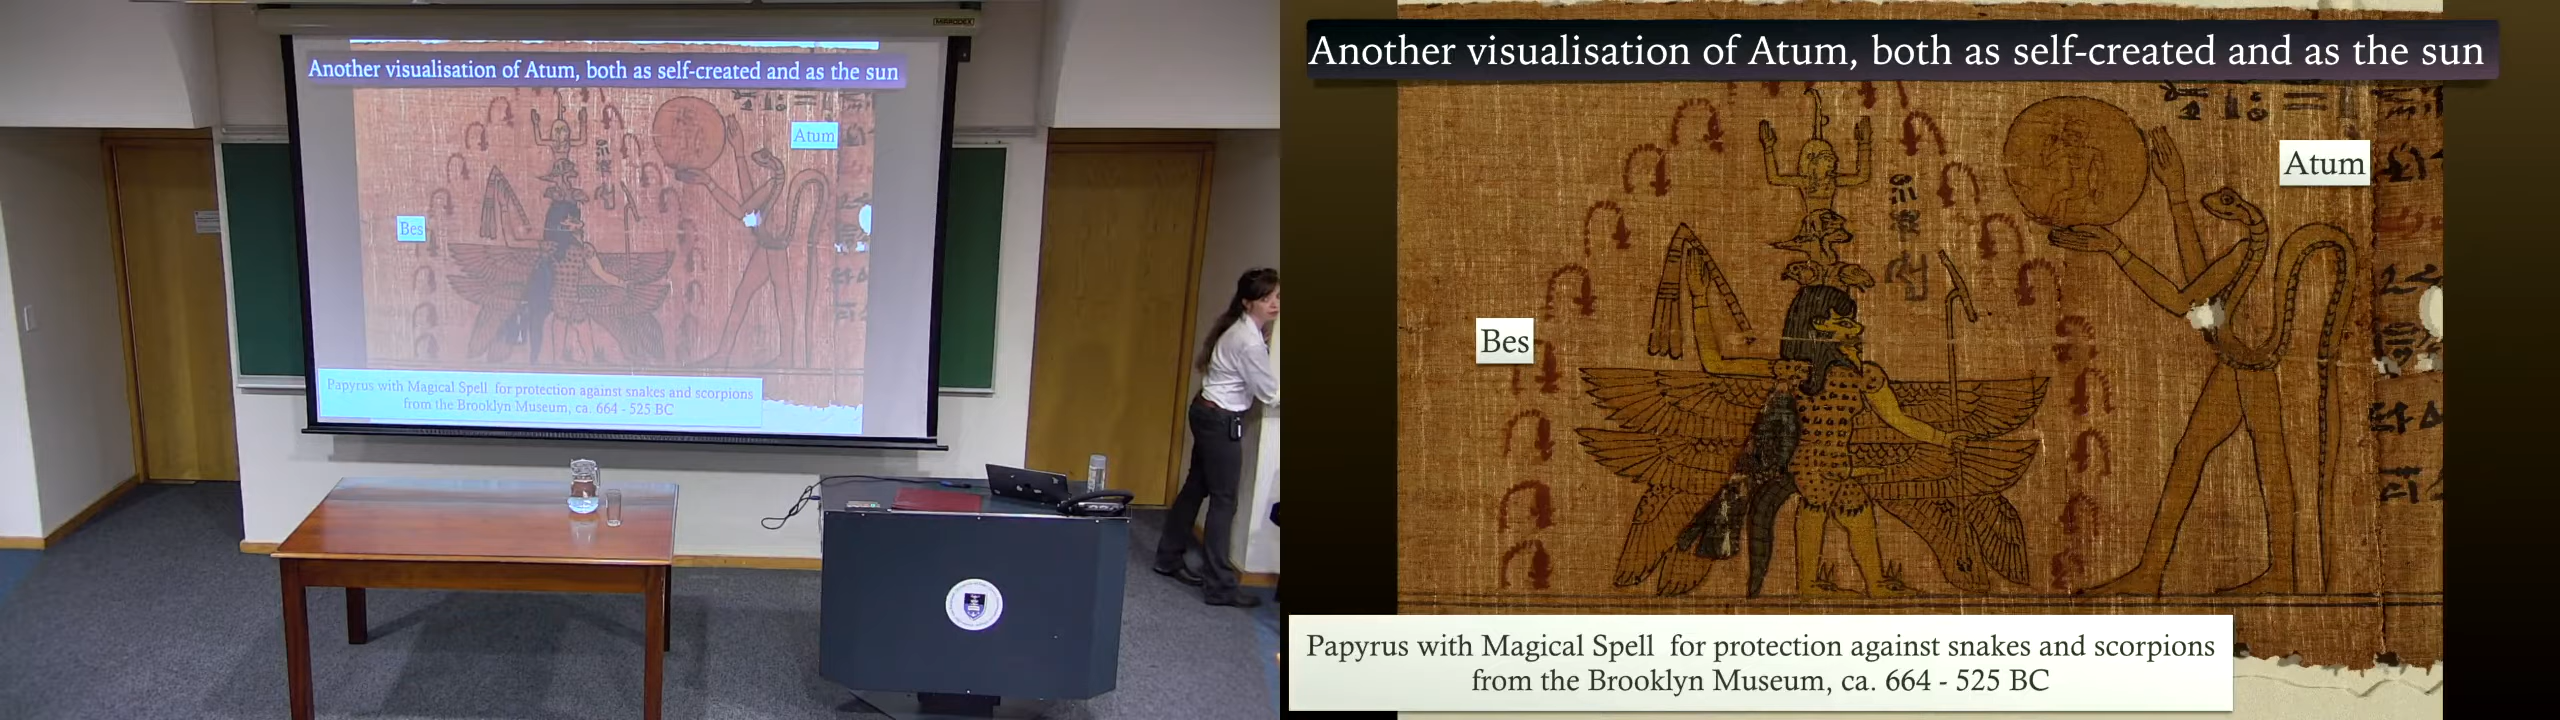 Another visualisation of Atum, both as self-created and as the sun
Atum
Bes
Papyrus with Magical Spell for protection against snakes and scorpions
from the Brooklyn Museum, ca. 664 - 525 BC
Another visualisation of Atum, both as self-created and as the sun
Atum
Bes
Papyrus with Magical Spell for protection against snakes and scorpions
from the Brooklyn Museum, ca. 664 - 525 BC